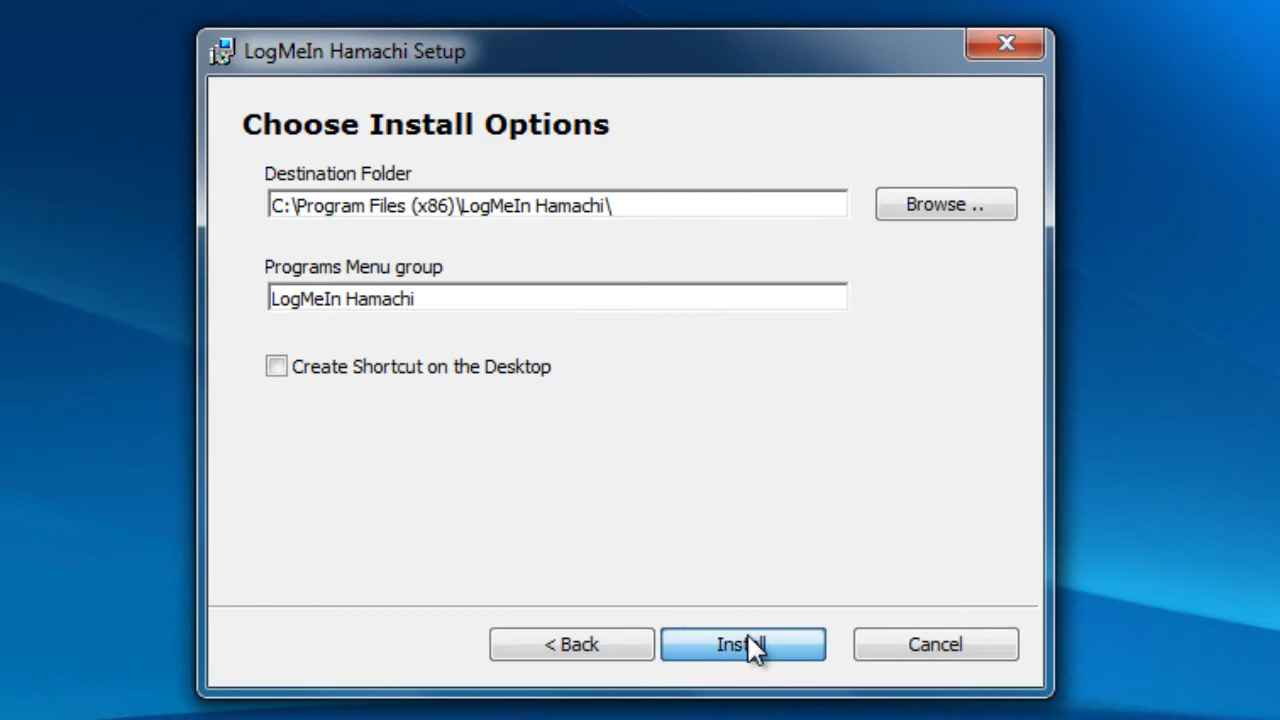 LogMeIn Hamachi Setup
Choose Install Options
Destination Folder
C:\Program Files (x86)\LogMeIn Hamachi\
Browse ..
Programs Menu group
LogMeIn Hamachi
Create Shortcut on the Desktop
< Back
Install
Cancel